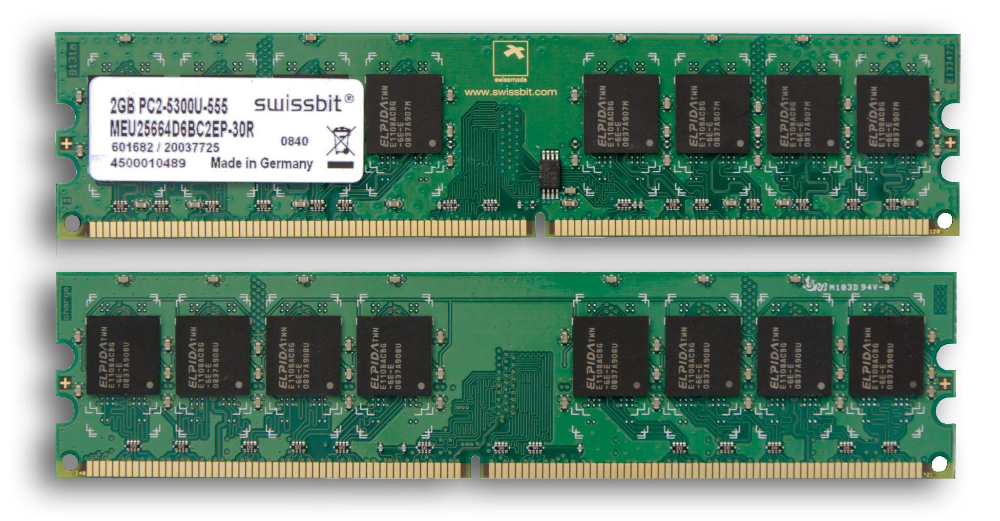 0131a
swissmade
www.swissbit.com
E133472
2GB PC2-5300U-555
swissbit®
MEU25664D6BC2EP-30R
601682 / 20037725
0840
4500010489
Made in Germany
ELPIDA TWN
E1108ACBG
-6E-E
0837A907M
ELPIDA TWN
E1108ACBG
-6E-E
0837A907M
ELPIDA TWN
E1108ACBG
-6E-E
0837A907M
ELPIDA TWN
E1108ACBG
-6E-E
0837A907M
ELPIDA TWN
E1108ACBG
-6E-E
0837A907M
120
chargo
M103D 94V-0
ELPIDA TWN
E1108ACBG
-6E-E
0837A908U
ELPIDA TWN
E1108ACBG
-6E-E
0837A908U
ELPIDA TWN
E1108ACBG
-6E-E
0837A908U
ELPIDA TWN
E1108ACBG
-6E-E
0837A908U
ELPIDA TWN
E1108ACBG
-6E-E
0837A908U
ELPIDA TWN
E1108ACBG
-6E-E
0837A908U
ELPIDA TWN
E1108ACBG
-6E-E
0837A908U
ELPIDA TWN
E1108ACBG
-6E-E
0837A908U
240